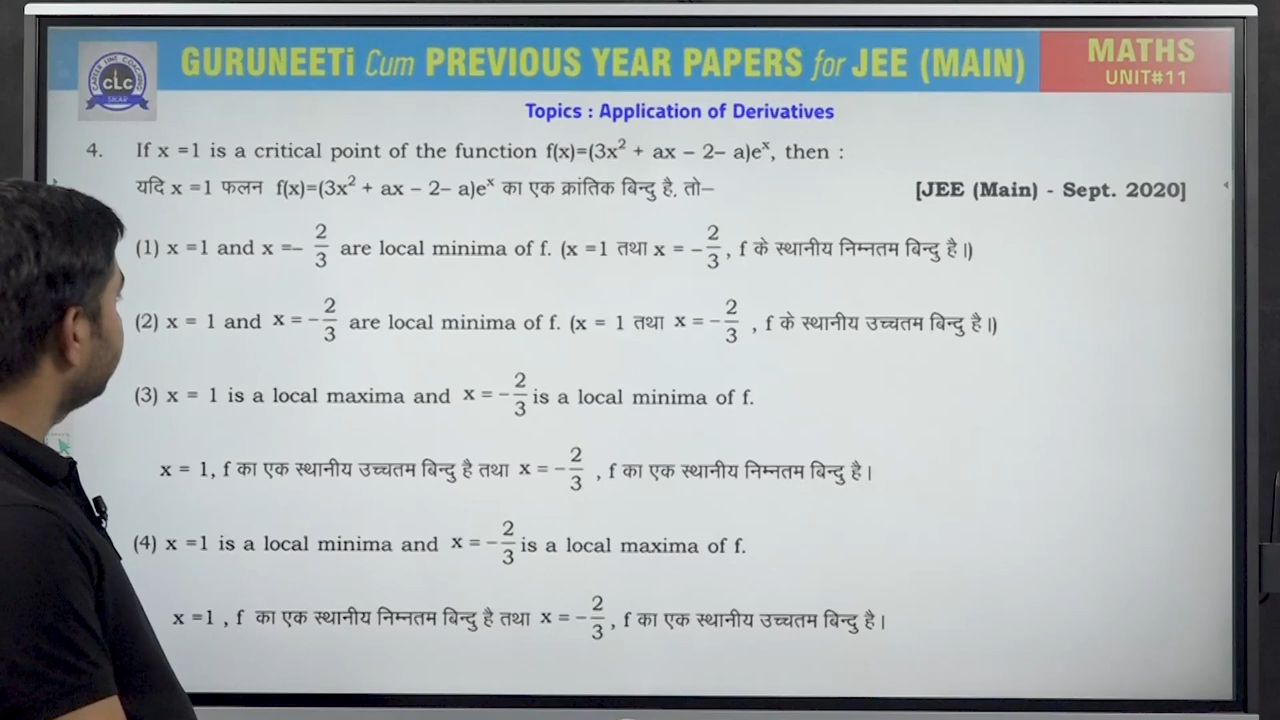 GURUNEETi Cum PREVIOUS YEAR PAPERS for JEE (MAIN)
MATHS
UNIT#11
CLC
SIKAR
Topics : Application of Derivatives
4. If x =1 is a critical point of the function f(x)=(3x² + ax – 2– a)eˣ, then :
यदि x =1 फलन f(x)=(3x² + ax – 2– a)eˣ का एक क्रांतिक बिन्दु है, तो– [JEE (Main) - Sept. 2020]
(1) x =1 and x =– 2/3 are local minima of f. (x =1 तथा x = – 2/3 , f के स्थानीय निम्नतम बिन्दु है।)
(2) x = 1 and x = – 2/3 are local minima of f. (x = 1 तथा x = – 2/3 , f के स्थानीय उच्चतम बिन्दु है।)
(3) x = 1 is a local maxima and x = – 2/3 is a local minima of f.
x = 1, f का एक स्थानीय उच्चतम बिन्दु है तथा x = – 2/3 , f का एक स्थानीय निम्नतम बिन्दु है।
(4) x =1 is a local minima and x = – 2/3 is a local maxima of f.
x =1 , f का एक स्थानीय निम्नतम बिन्दु है तथा x = – 2/3 , f का एक स्थानीय उच्चतम बिन्दु है।